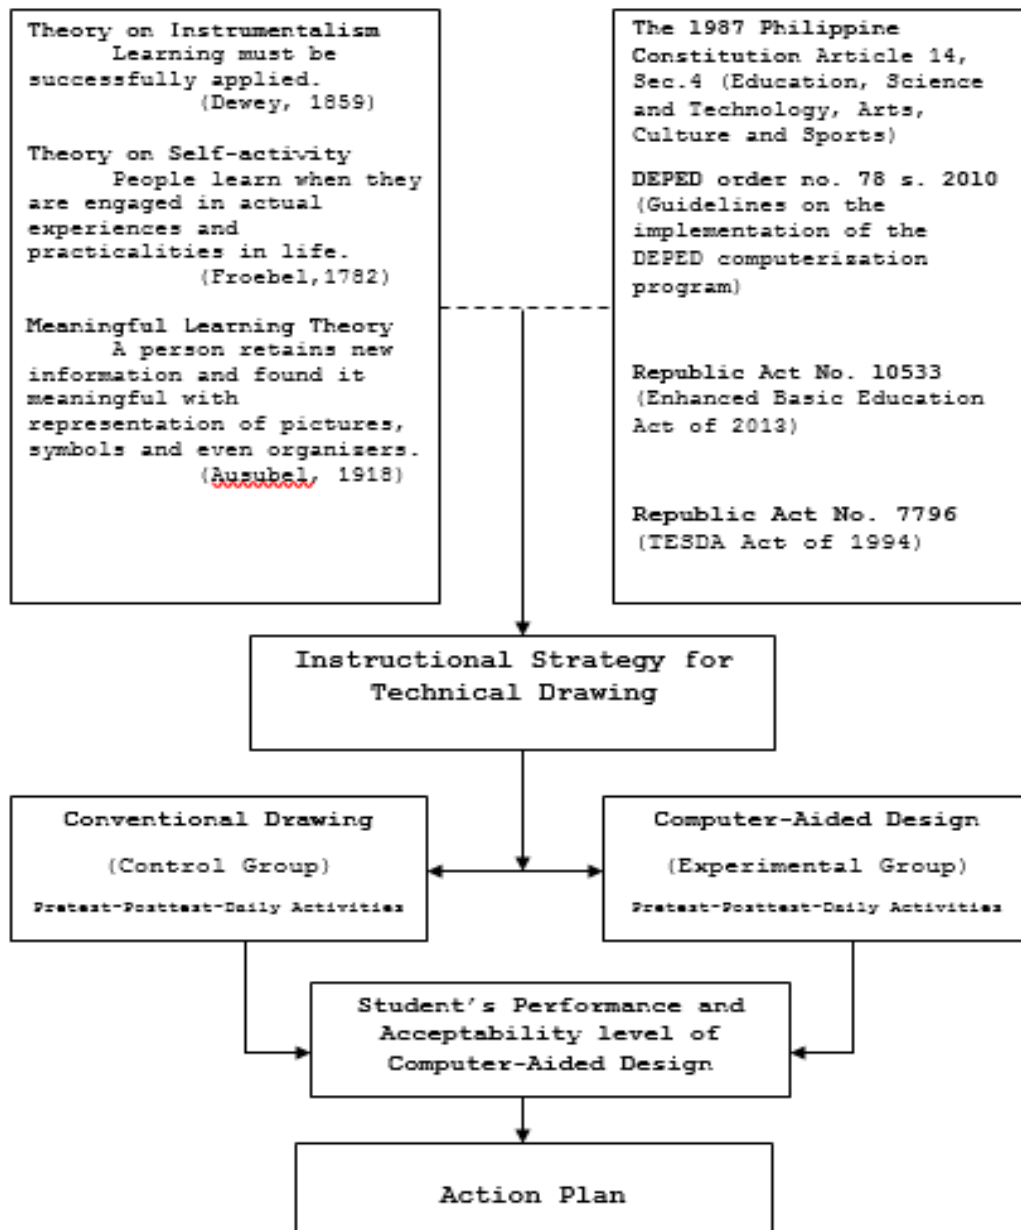 Theory on Instrumentalism
Learning must be
successfully applied.
(Dewey, 1859)
Theory on Self-activity
People learn when they
are engaged in actual
experiences and
practicalities in life.
(Froebel,1782)
Meaningful Learning Theory
A person retains new
information and found it
meaningful with
representation of pictures,
symbols and even organizers.
(Ausubel, 1918)
The 1987 Philippine
Constitution Article 14,
Sec.4 (Education, Science
and Technology, Arts,
Culture and Sports)
DEPED order no. 78 s. 2010
(Guidelines on the
implementation of the
DEPED computerization
program)
Republic Act No. 10533
(Enhanced Basic Education
Act of 2013)
Republic Act No. 7796
(TESDA Act of 1994)
Instructional Strategy for
Technical Drawing
Conventional Drawing
(Control Group)
Pretest-Posttest-Daily Activities
Computer-Aided Design
(Experimental Group)
Pretest-Posttest-Daily Activities
Student's Performance and
Acceptability level of
Computer-Aided Design
Action Plan